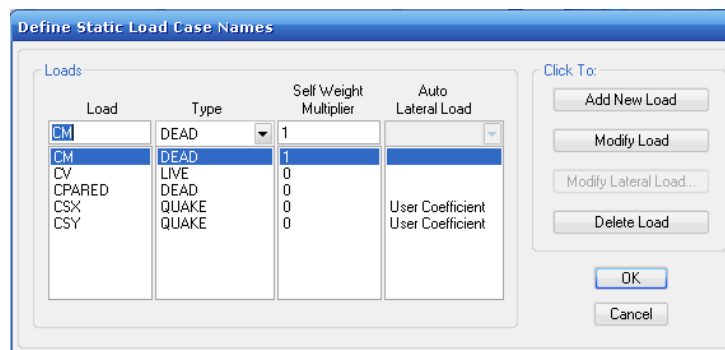 Define Static Load Case Names
Loads
Click To:
Load Type Self Weight Multiplier Auto Lateral Load
CM DEAD 1
CM DEAD 1
CV LIVE 0
CPARED DEAD 0
CSX QUAKE 0 User Coefficient
CSY QUAKE 0 User Coefficient
Add New Load
Modify Load
Modify Lateral Load...
Delete Load
OK
Cancel